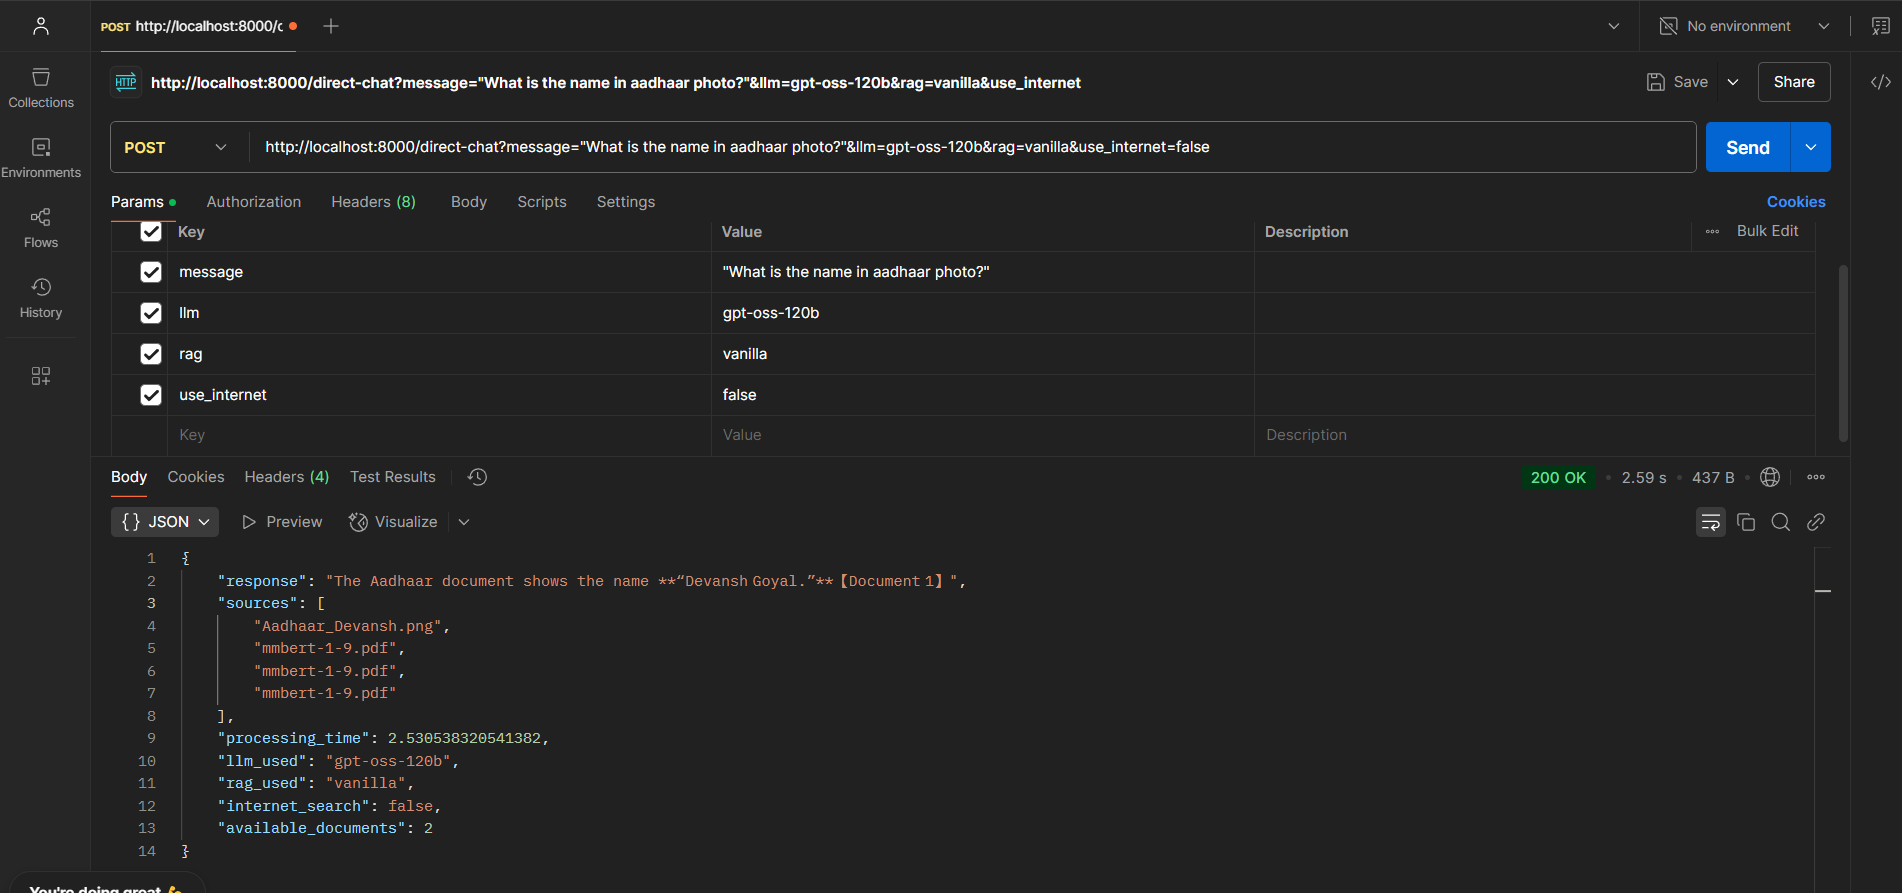 POST http://localhost:8000/c
No environment
Collections
Environments
Flows
History
HTTP http://localhost:8000/direct-chat?message="What is the name in aadhaar photo?"&llm=gpt-oss-120b&rag=vanilla&use_internet
Save
Share
POST http://localhost:8000/direct-chat?message="What is the name in aadhaar photo?"&llm=gpt-oss-120b&rag=vanilla&use_internet=false
Send
Params Authorization Headers (8) Body Scripts Settings Cookies
Key Value Description Bulk Edit
message "What is the name in aadhaar photo?"
llm gpt-oss-120b
rag vanilla
use_internet false
Key Value Description
Body Cookies Headers (4) Test Results 200 OK • 2.59 s • 437 B
{} JSON Preview Visualize
1 {
2 "response": "The Aadhaar document shows the name **“Devansh Goyal.”**【Document 1】",
3 "sources": [
4 "Aadhaar_Devansh.png",
5 "mmbert-1-9.pdf",
6 "mmbert-1-9.pdf",
7 "mmbert-1-9.pdf"
8 ],
9 "processing_time": 2.530538320541382,
10 "llm_used": "gpt-oss-120b",
11 "rag_used": "vanilla",
12 "internet_search": false,
13 "available_documents": 2
14 }
You're doing great 💪